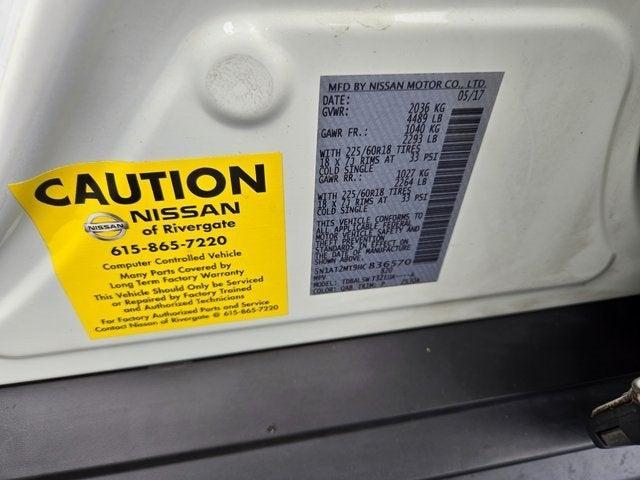 CAUTION
NISSAN
NISSAN
of Rivergate
615-865-7220
Computer Controlled Vehicle
Many Parts Covered by
Long Term Factory Warranty
This Vehicle Should Only be Serviced
or Repaired by Factory Trained
and Authorized Technicians
For Factory Authorized Parts and Service
Contact Nissan of Rivergate @ 615-865-7220
MFD BY NISSAN MOTOR CO., LTD.
DATE: 05/17
GVWR: 2036 KG
4489 LB
GAWR FR.: 1040 KG
2293 LB
WITH 225/60R18 TIRES
18 X 7J RIMS AT 33 PSI
COLD SINGLE
GAWR RR.: 1027 KG
2264 LB
WITH 225/60R18 TIRES
18 X 7J RIMS AT 33 PSI
COLD SINGLE
THIS VEHICLE CONFORMS TO
ALL APPLICABLE FEDERAL
MOTOR VEHICLE SAFETY AND
THEFT PREVENTION
STANDARDS IN EFFECT ON
THE DATE OF MANUFACTURE
SHOWN ABOVE.
5N1AT2MT9HC836570
MPV
MODEL:
COLOR: QAB TRIM: